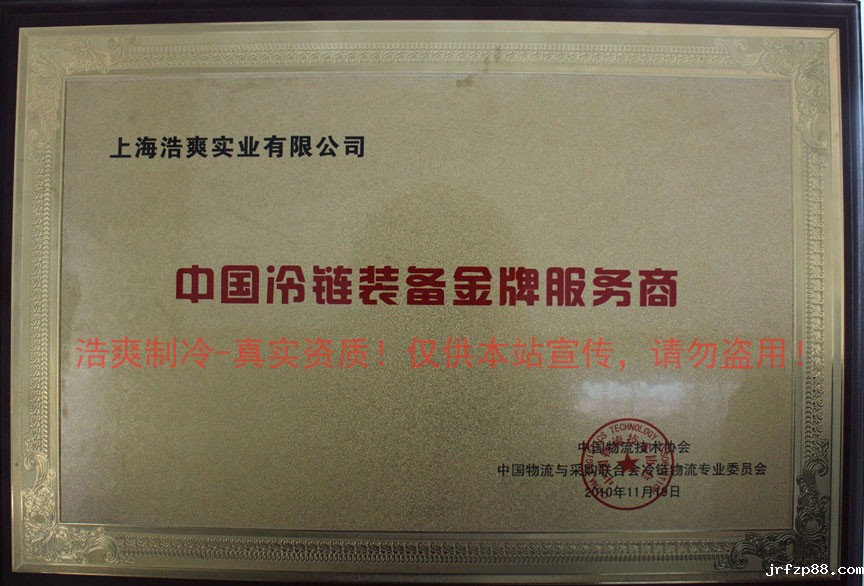 上海浩爽实业有限公司
中国冷链装备金牌服务商
浩爽制冷-真实资质！仅供本站宣传，请勿盗用！
中国物流技术协会
中国物流与采购联合会冷链物流专业委员会
2010年11月19日
jrfzp88.com